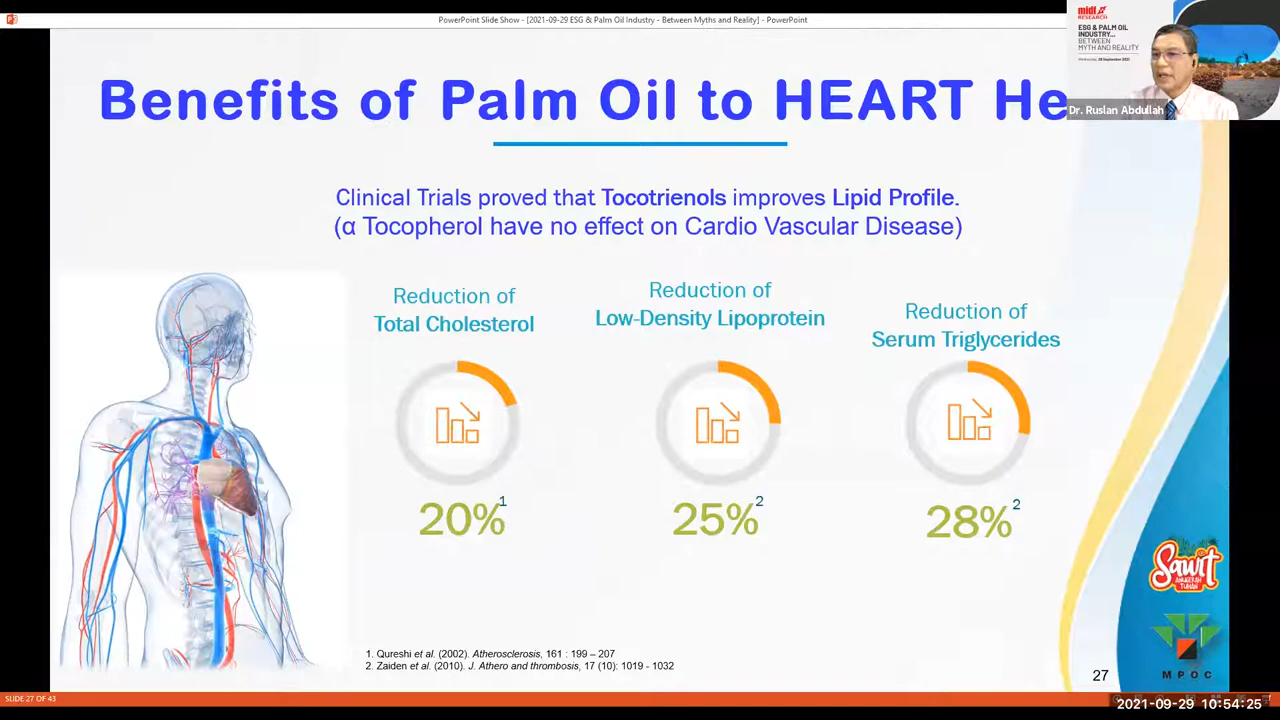 PowerPoint Slide Show - [2021-09-29 ESG & Palm Oil Industry - Between Myths and Reality] - PowerPoint
midf
RESEARCH
ESG & PALM OIL
INDUSTRY...
BETWEEN
MYTH AND REALITY
Wednesday, 29 September 2021
Dr. Ruslan Abdullah
Benefits of Palm Oil to HEART He
Clinical Trials proved that Tocotrienols improves Lipid Profile.
(α Tocopherol have no effect on Cardio Vascular Disease)
Reduction of
Total Cholesterol
20%1
Reduction of
Low-Density Lipoprotein
25%2
Reduction of
Serum Triglycerides
28%2
Sawit
ANUGERAH
TUHAN
MPOC
1. Qureshi et al. (2002). Atherosclerosis, 161 : 199 – 207
2. Zaiden et al. (2010). J. Athero and thrombosis, 17 (10): 1019 - 1032
27
SLIDE 27 OF 43
2021-09-29 10:54:25